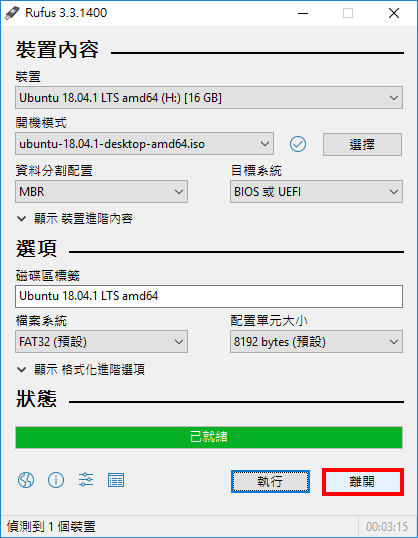 Rufus 3.3.1400
裝置內容
裝置
Ubuntu 18.04.1 LTS amd64 (H:) [16 GB]
開機模式
ubuntu-18.04.1-desktop-amd64.iso
選擇
資料分割配置
目標系統
MBR
BIOS 或 UEFI
顯示 裝置進階內容
選項
磁碟區標籤
Ubuntu 18.04.1 LTS amd64
檔案系統
配置單元大小
FAT32 (預設)
8192 bytes (預設)
顯示 格式化進階選項
狀態
已就緒
執行
離開
偵測到 1 個裝置
00:03:15